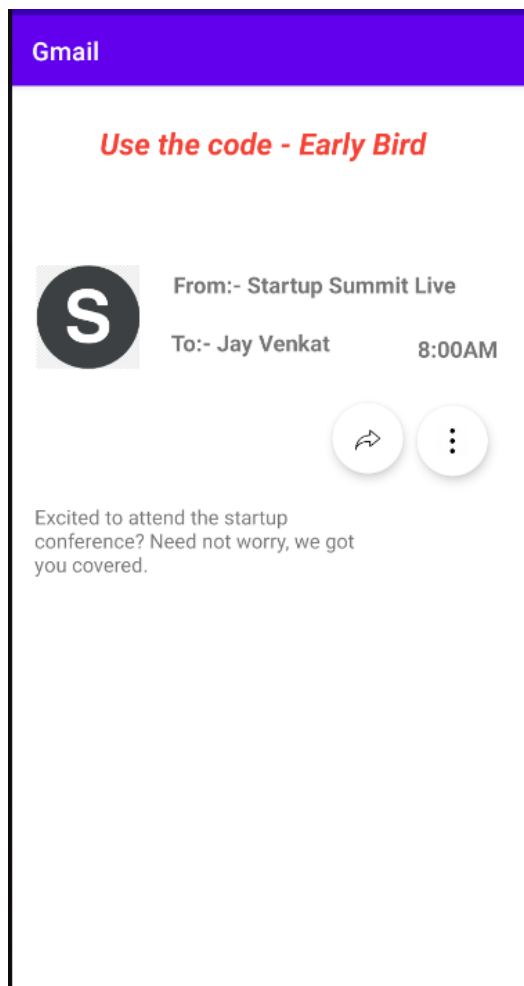 Gmail
Use the code - Early Bird
S
From:- Startup Summit Live
To:- Jay Venkat
8:00AM
Excited to attend the startup
conference? Need not worry, we got
you covered.